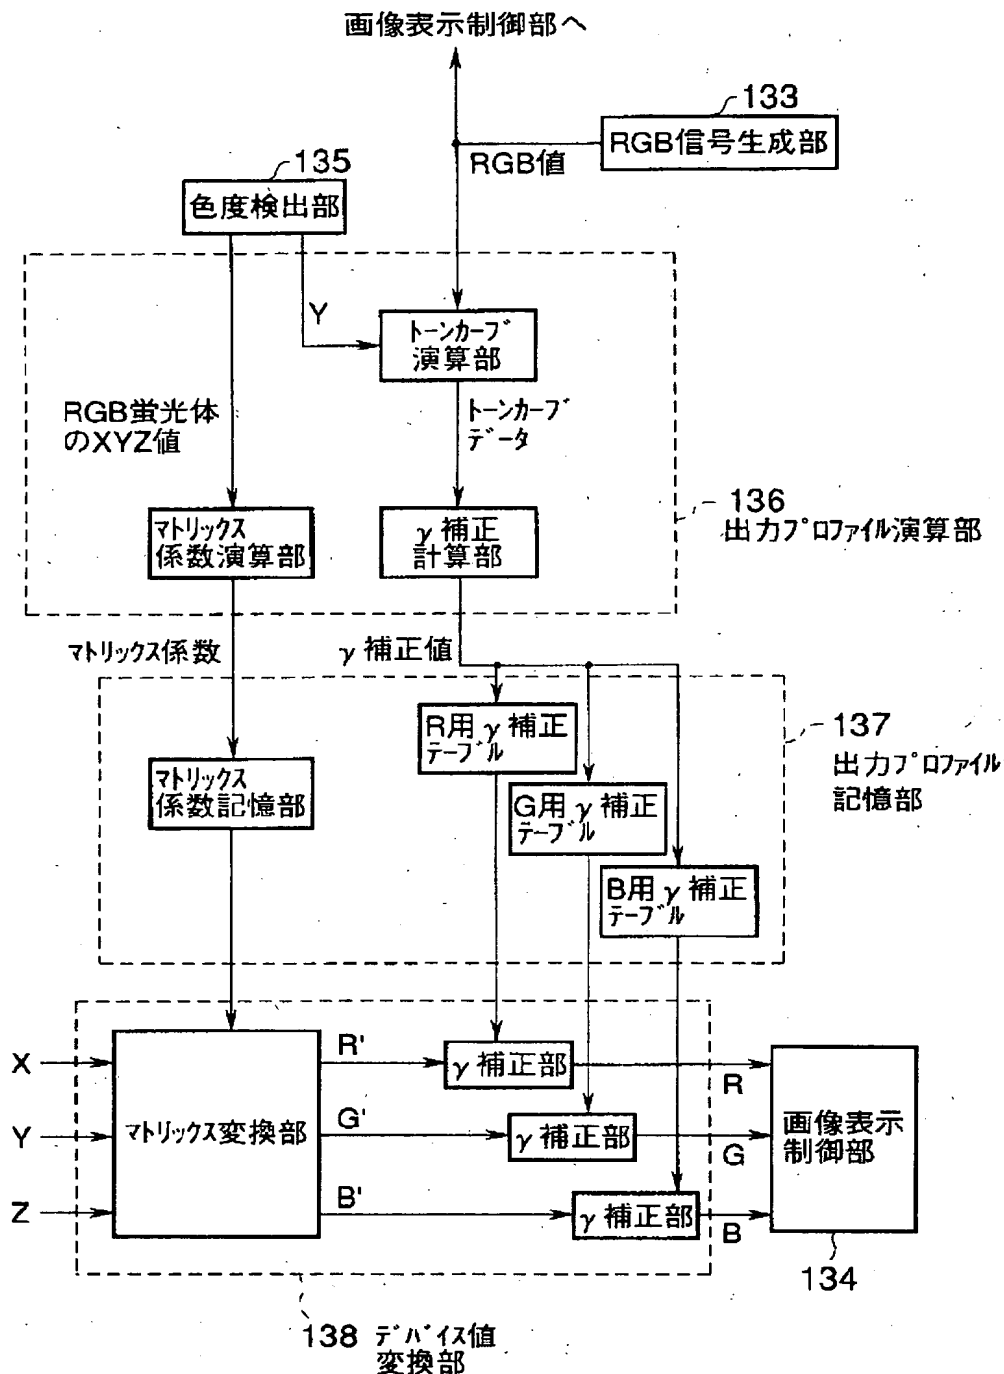 画像表示制御部へ
133
RGB信号生成部
RGB値
135
色度検出部
Y
トーンカーブ
演算部
RGB蛍光体
のXYZ値
トーンカーブ
データ
マトリックス
係数演算部
γ補正
計算部
136
出力プロファイル演算部
マトリックス係数
γ補正値
R用γ補正
テーブル
137
出力プロファイル
記憶部
マトリックス
係数記憶部
G用γ補正
テーブル
B用γ補正
テーブル
X
R'
γ補正部
R
Y
マトリックス変換部
G'
γ補正部
G
画像表示
制御部
Z
B'
γ補正部
B
134
138 デバイス値
変換部